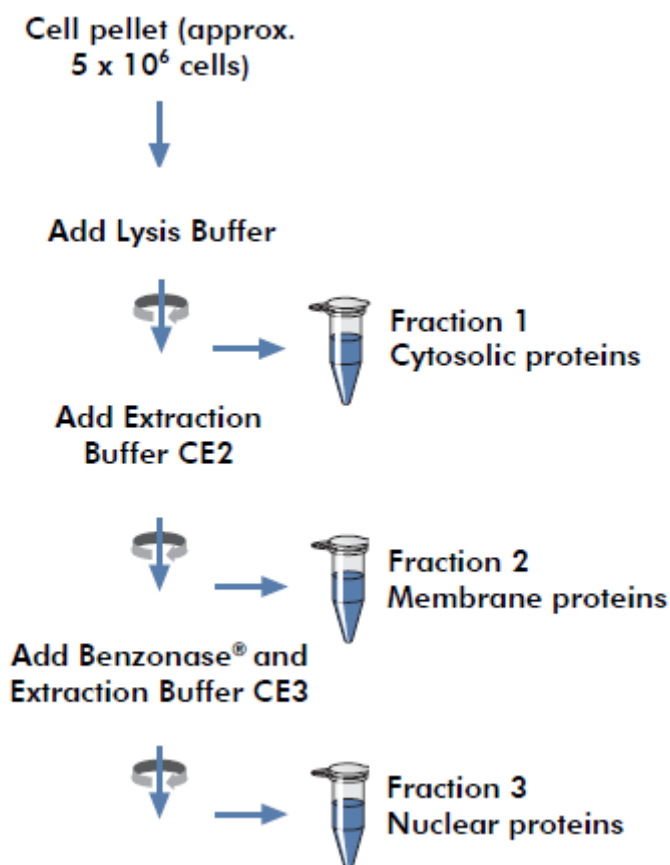 Cell pellet (approx.
5 x 10⁶ cells)
Add Lysis Buffer
Fraction 1
Cytosolic proteins
Add Extraction
Buffer CE2
Fraction 2
Membrane proteins
Add Benzonase® and
Extraction Buffer CE3
Fraction 3
Nuclear proteins